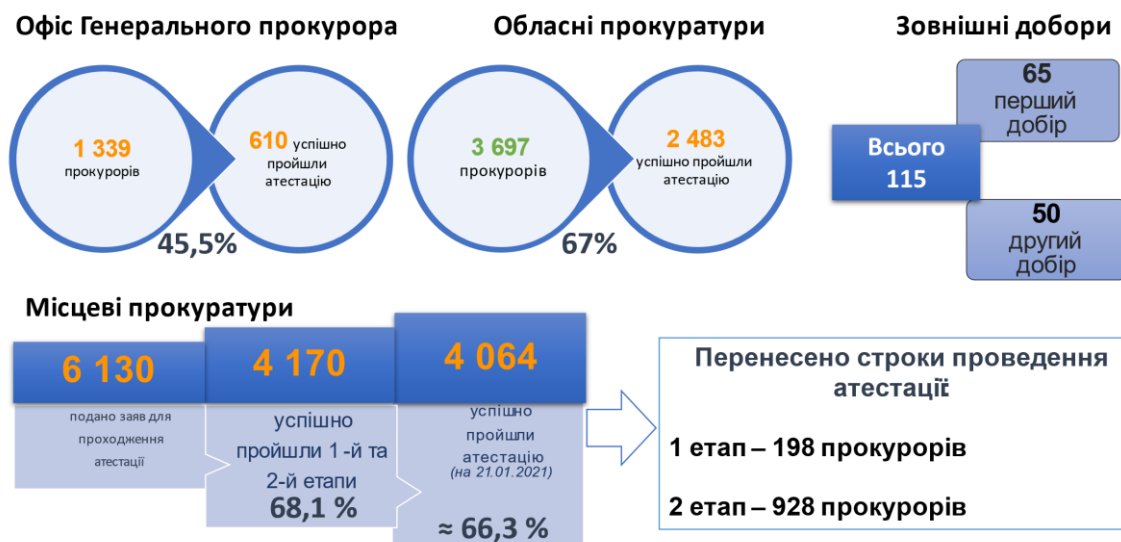 Офіс Генерального прокурора
1 339
прокурорів
610 успішно
пройшли
атестацію
45,5%
Обласні прокуратури
3 697
прокурорів
2 483
успішно пройшли
атестацію
67%
Зовнішні добори
Всього
115
65
перший
добір
50
другий
добір
Місцеві прокуратури
6 130
подано заяв для
проходження
атестації
4 170
успішно
пройшли 1 -й та
2-й етапи
68,1 %
4 064
успішно
пройшли
атестацію
(на 21.01.2021)
≈ 66,3 %
Перенесено строки проведення
атестації:
1 етап – 198 прокурорів
2 етап – 928 прокурорів